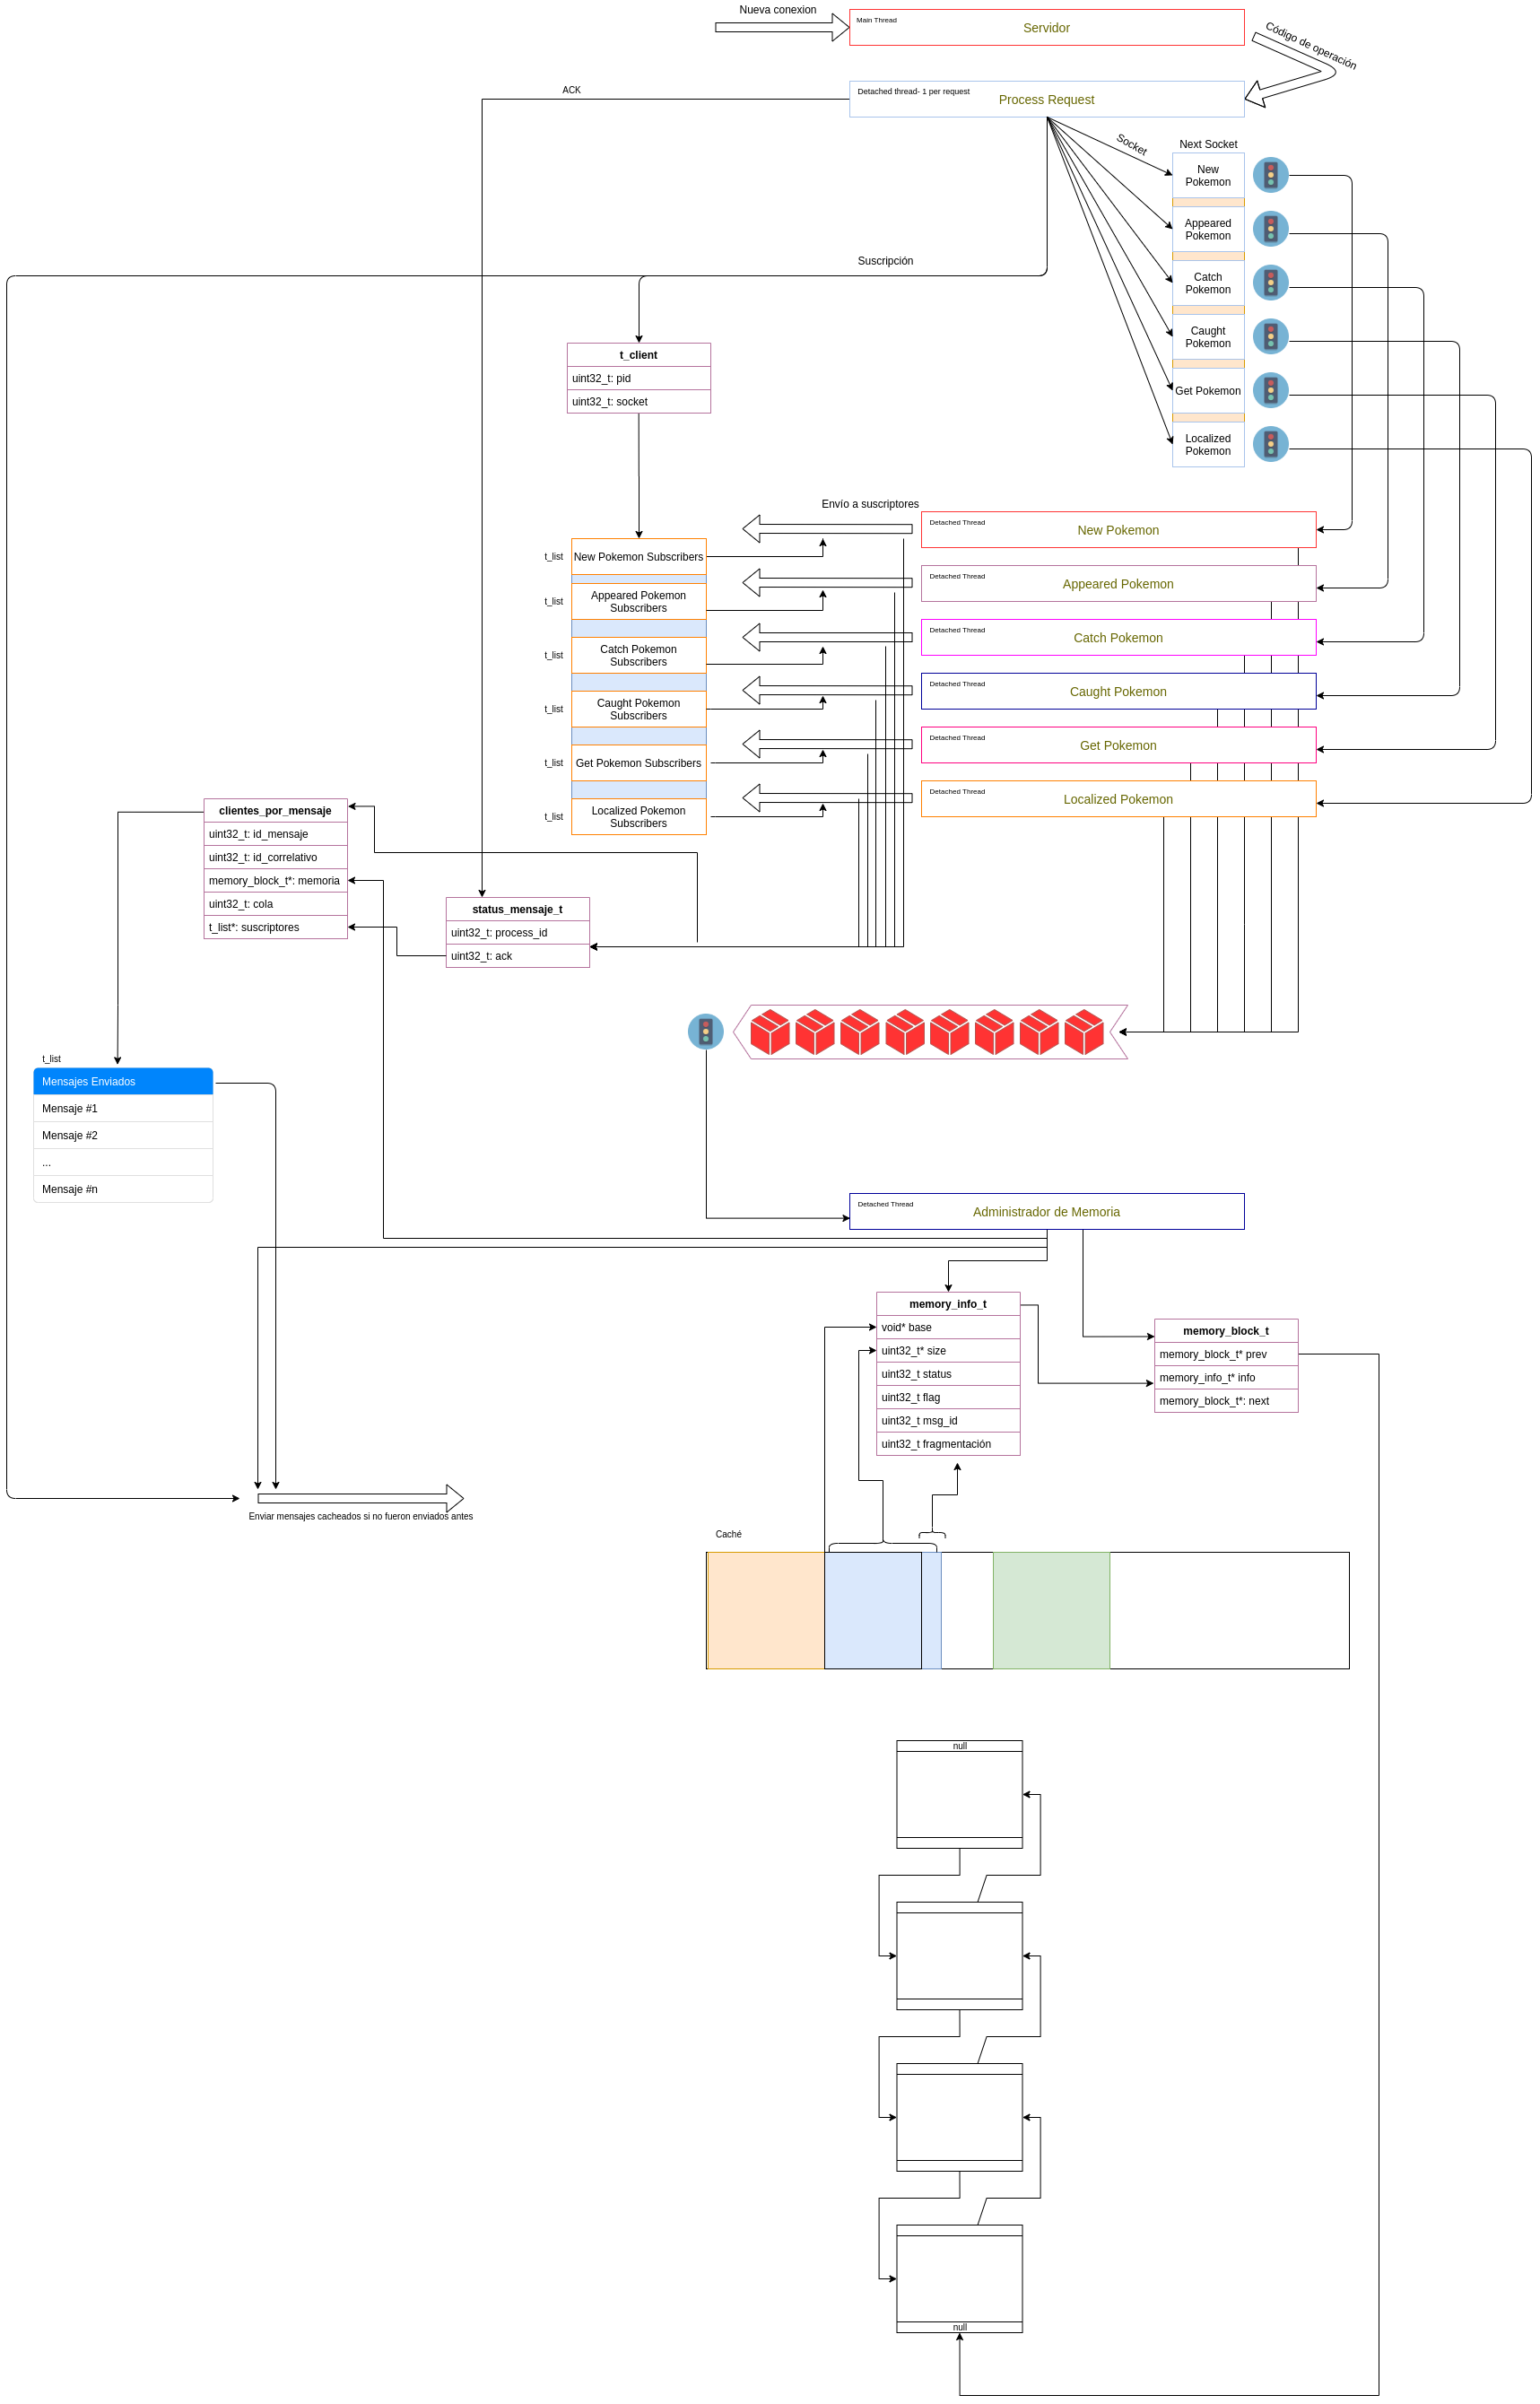 Nueva conexion
Main Thread
Servidor
Código de operación
ACK
Detached thread- 1 per request
Process Request
Socket
Next Socket
New
Pokemon
Appeared
Pokemon
Catch
Pokemon
Caught
Pokemon
Get Pokemon
Localized
Pokemon
Suscripción
t_client
uint32_t: pid
uint32_t: socket
Envío a suscriptores
Detached Thread
New Pokemon
Detached Thread
Appeared Pokemon
Detached Thread
Catch Pokemon
Detached Thread
Caught Pokemon
Detached Thread
Get Pokemon
Detached Thread
Localized Pokemon
t_list
New Pokemon Subscribers
t_list
Appeared Pokemon
Subscribers
t_list
Catch Pokemon
Subscribers
t_list
Caught Pokemon
Subscribers
t_list
Get Pokemon Subscribers
t_list
Localized Pokemon
Subscribers
clientes_por_mensaje
uint32_t: id_mensaje
uint32_t: id_correlativo
memory_block_t*: memoria
uint32_t: cola
t_list*: suscriptores
status_mensaje_t
uint32_t: process_id
uint32_t: ack
t_list
Mensajes Enviados
Mensaje #1
Mensaje #2
...
Mensaje #n
Detached Thread
Administrador de Memoria
memory_info_t
void* base
uint32_t* size
uint32_t status
uint32_t flag
uint32_t msg_id
uint32_t fragmentación
memory_block_t
memory_block_t* prev
memory_info_t* info
memory_block_t*: next
Enviar mensajes cacheados si no fueron enviados antes
Caché
null
null